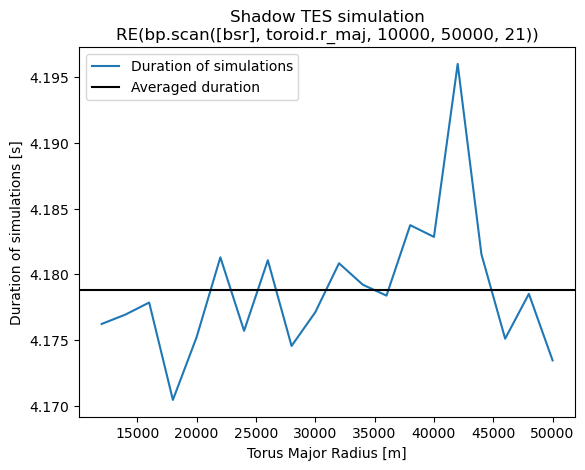 Shadow TES simulation
RE(bp.scan([bsr], toroid.r_maj, 10000, 50000, 21))
Duration of simulations
Averaged duration
Duration of simulations [s]
4.195
4.190
4.185
4.180
4.175
4.170
15000 20000 25000 30000 35000 40000 45000 50000
Torus Major Radius [m]